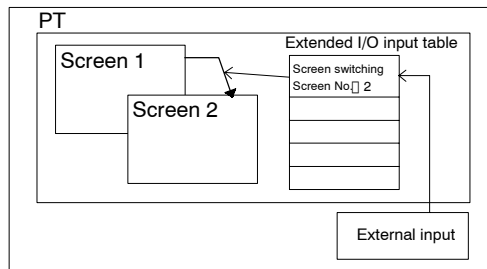 PT
Extended I/O input table
Screen 1
Screen switching
Screen No.▯ 2
Screen 2
External input